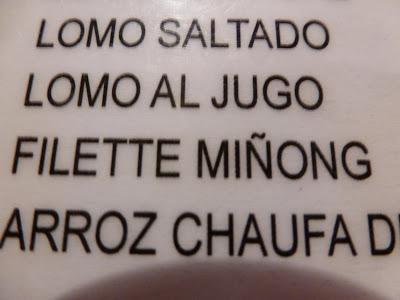 LOMO SALTADO
LOMO AL JUGO
FILETTE MIÑONG
ARROZ CHAUFA